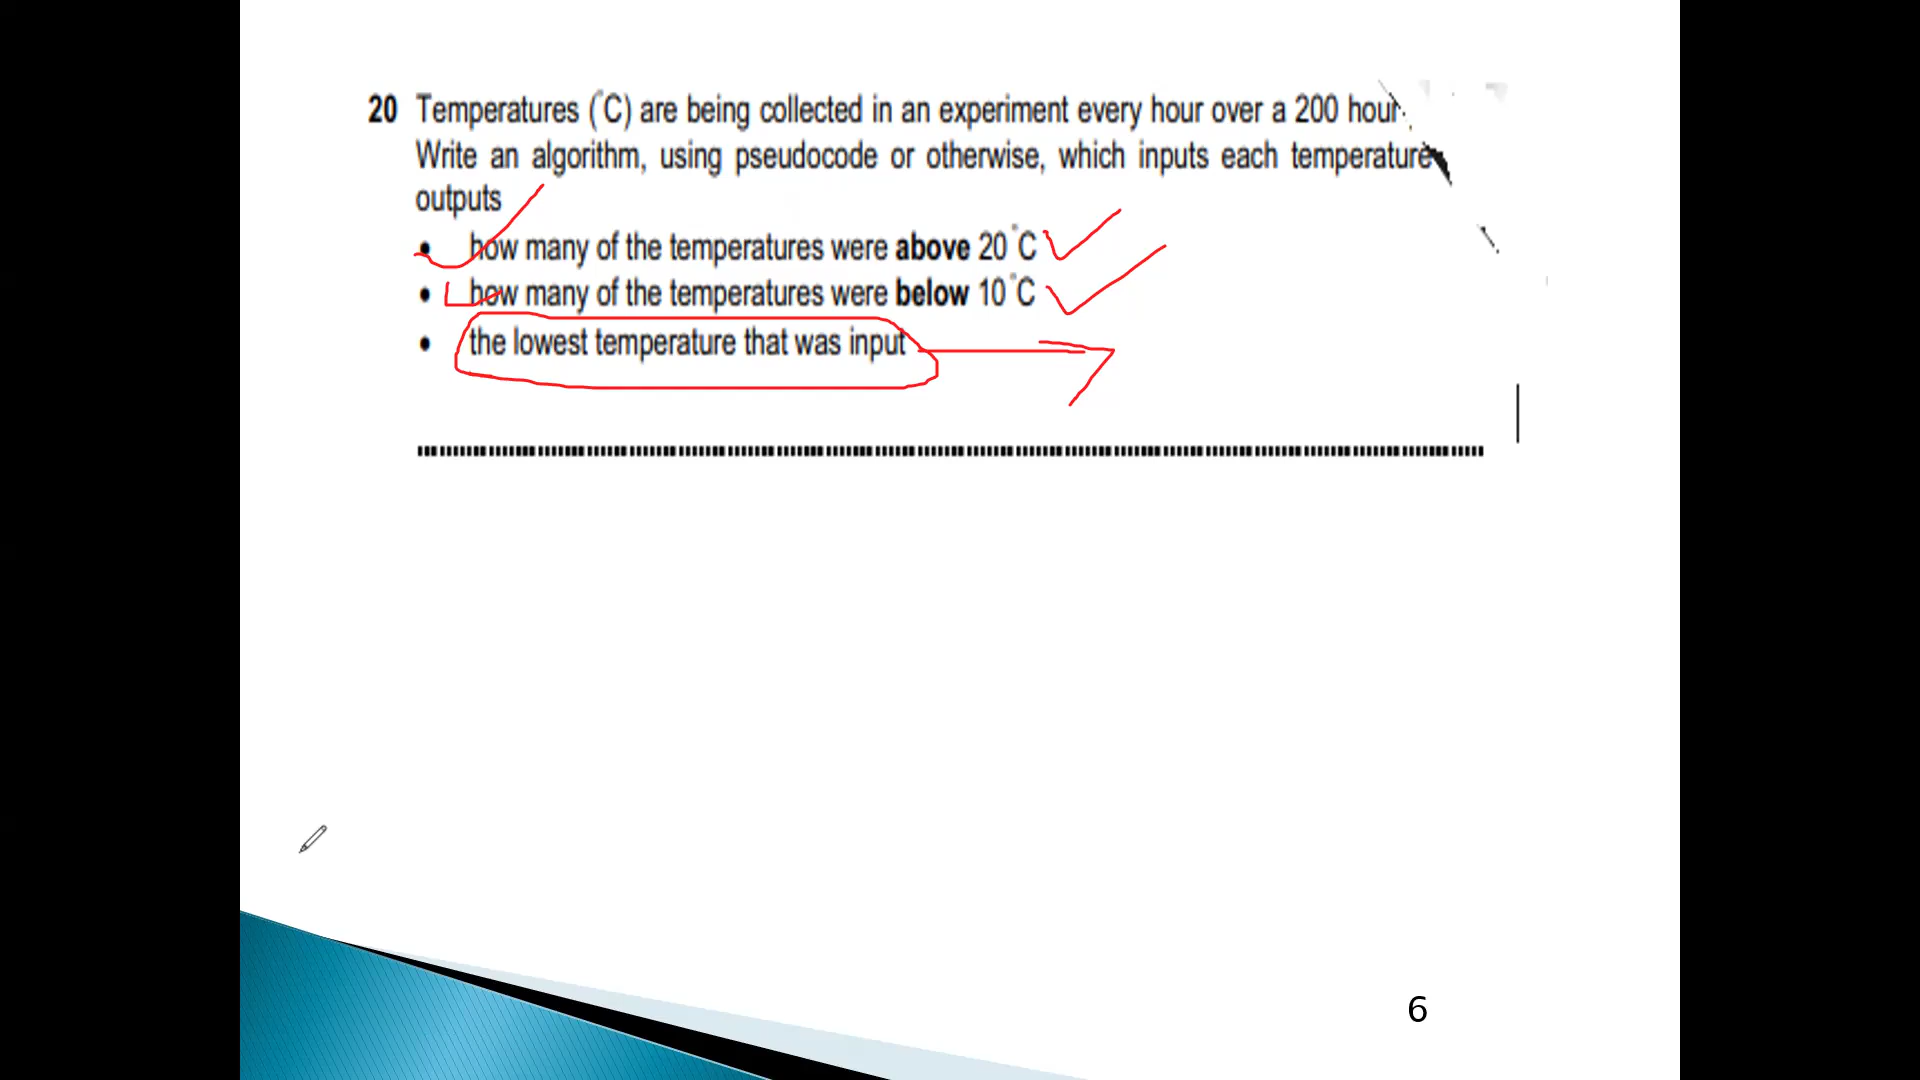 20 Temperatures (°C) are being collected in an experiment every hour over a 200 hour
Write an algorithm, using pseudocode or otherwise, which inputs each temperature
outputs
• how many of the temperatures were above 20°C
• how many of the temperatures were below 10°C
• the lowest temperature that was input
6